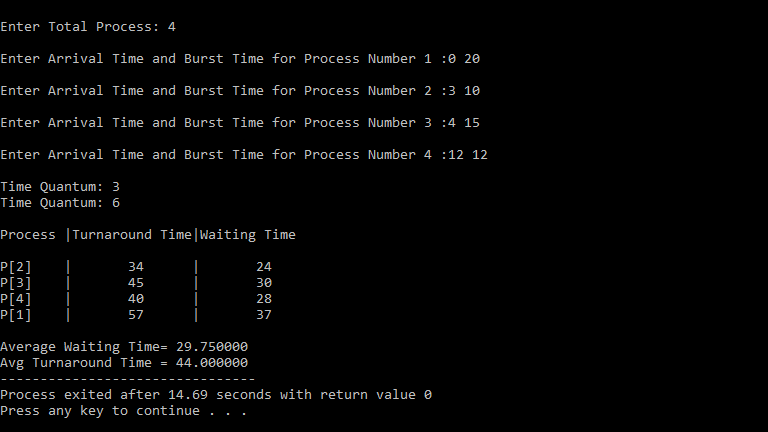 Enter Total Process: 4
Enter Arrival Time and Burst Time for Process Number 1 :0 20
Enter Arrival Time and Burst Time for Process Number 2 :3 10
Enter Arrival Time and Burst Time for Process Number 3 :4 15
Enter Arrival Time and Burst Time for Process Number 4 :12 12
Time Quantum: 3
Time Quantum: 6
Process |Turnaround Time|Waiting Time
P[2]    |       34      |       24
P[3]    |       45      |       30
P[4]    |       40      |       28
P[1]    |       57      |       37
Average Waiting Time= 29.750000
Avg Turnaround Time = 44.000000
--------------------------------
Process exited after 14.69 seconds with return value 0
Press any key to continue . . .